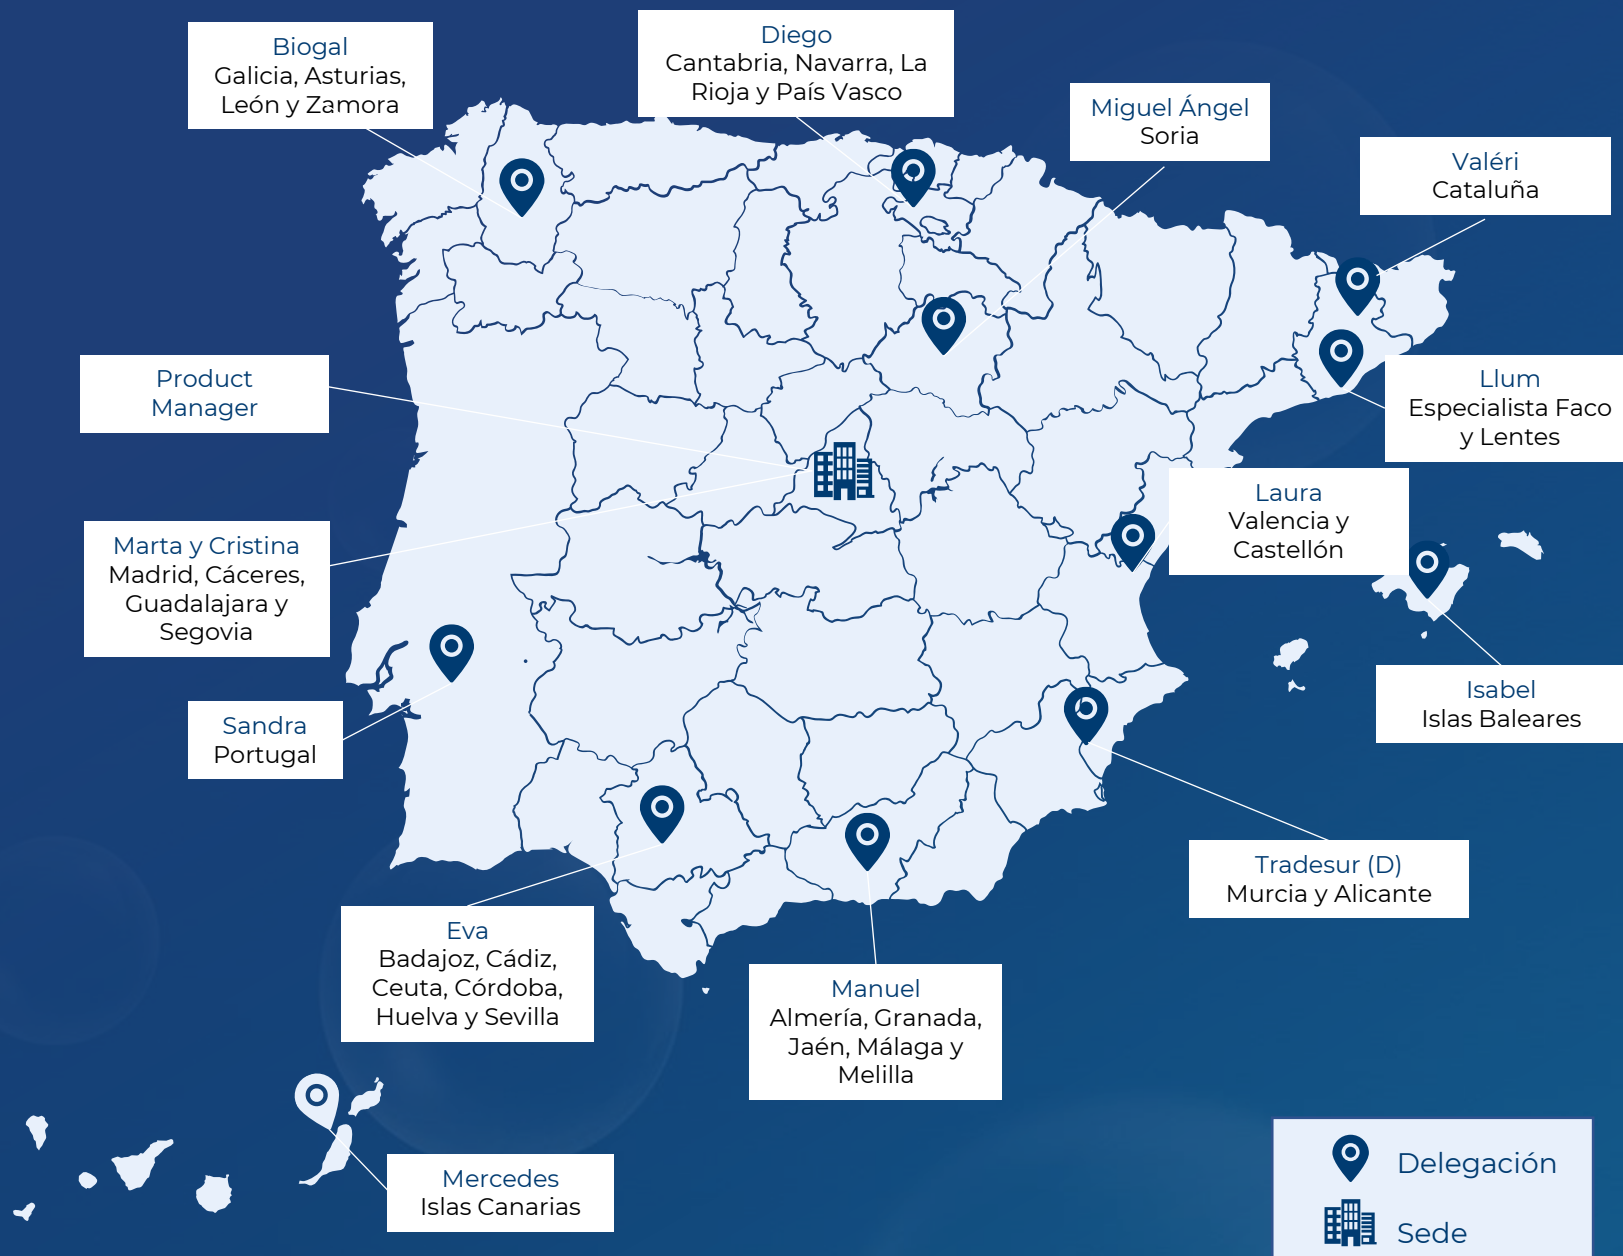 Biogal
Galicia, Asturias,
León y Zamora
Diego
Cantabria, Navarra, La
Rioja y País Vasco
Miguel Ángel
Soria
Valéri
Cataluña
Product
Manager
Llum
Especialista Faco
y Lentes
Laura
Valencia y
Castellón
Marta y Cristina
Madrid, Cáceres,
Guadalajara y
Segovia
Isabel
Islas Baleares
Sandra
Portugal
Tradesur (D)
Murcia y Alicante
Eva
Badajoz, Cádiz,
Ceuta, Córdoba,
Huelva y Sevilla
Manuel
Almería, Granada,
Jaén, Málaga y
Melilla
Mercedes
Islas Canarias
Delegación
Sede